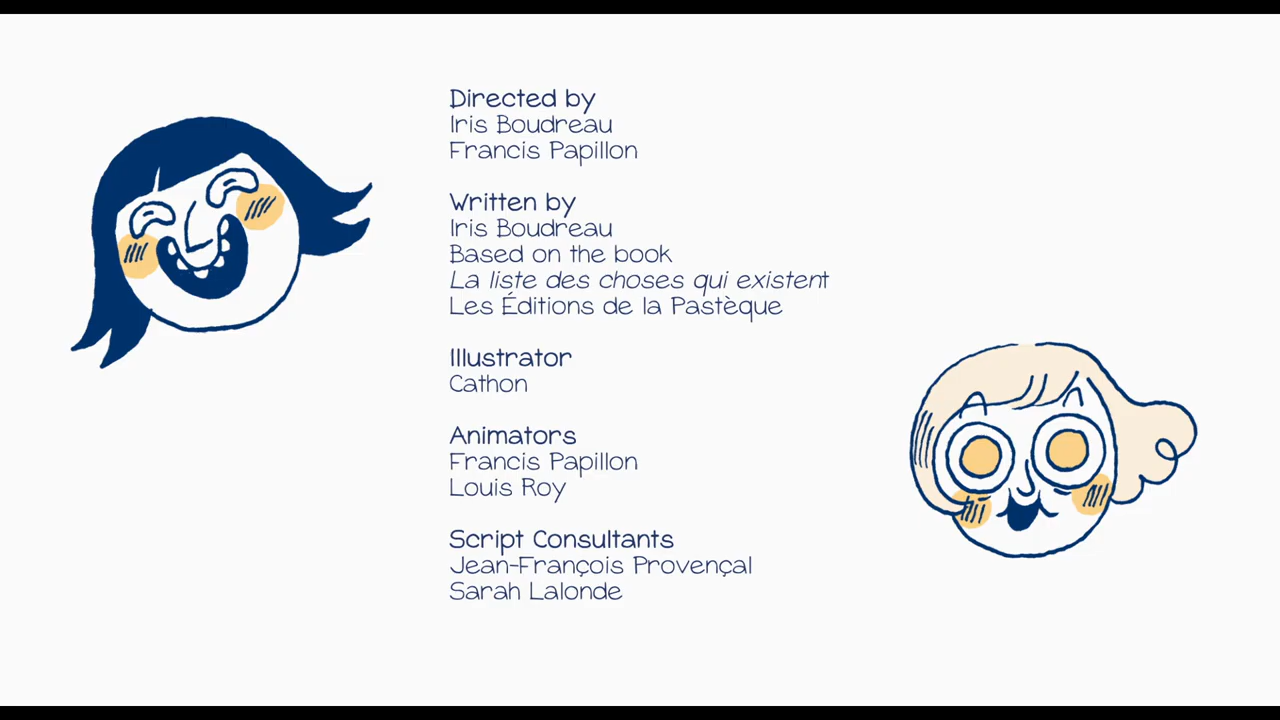 Directed by
Iris Boudreau
Francis Papillon
Written by
Iris Boudreau
Based on the book
La liste des choses qui existent
Les Éditions de la Pastèque
Illustrator
Cathon
Animators
Francis Papillon
Louis Roy
Script Consultants
Jean-François Provençal
Sarah Lalonde